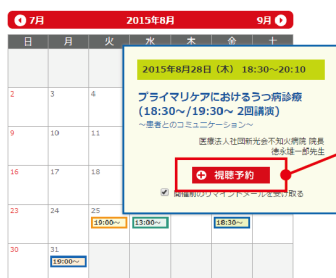 7月 2015年8月 9月
日 月 火 水 木 金 土
2015年8月28日（木） 18:30～20:10
プライマリケアにおけるうつ病診療
(18:30～/19:30～ 2回講演)
～患者とのコミュニケーション～
医療法人社団新光会不知火病院 院長
徳永雄一郎先生
視聴予約
開催前のリマインドメールを受け取る
2 3 4
9 10 11
16 17 18
23 24 25
19:00～ 13:00～ 18:30～
30 31
19:00～